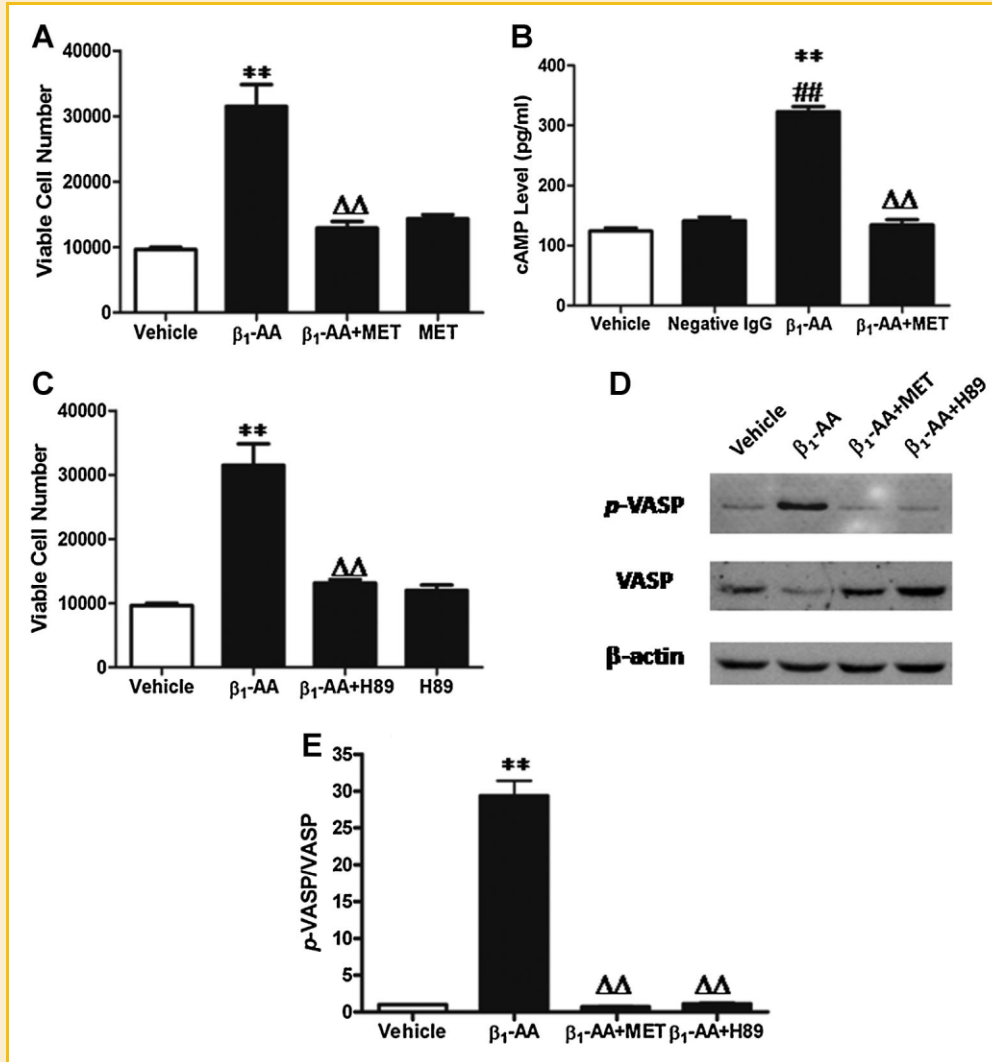 A
Viable Cell Number
40000
30000
20000
10000
0
**
ΔΔ
Vehicle β₁-AA β₁-AA+MET MET
B
cAMP Level (pg/ml)
400
300
200
100
0
**
##
ΔΔ
Vehicle Negative IgG β₁-AA β₁-AA+MET
C
Viable Cell Number
40000
30000
20000
10000
0
**
ΔΔ
Vehicle β₁-AA β₁-AA+H89 H89
D
Vehicle β₁-AA β₁-AA+MET β₁-AA+H89
p-VASP
VASP
β-actin
E
p-VASP/VASP
35
30
25
20
15
10
5
0
**
ΔΔ ΔΔ
Vehicle β₁-AA β₁-AA+MET β₁-AA+H89